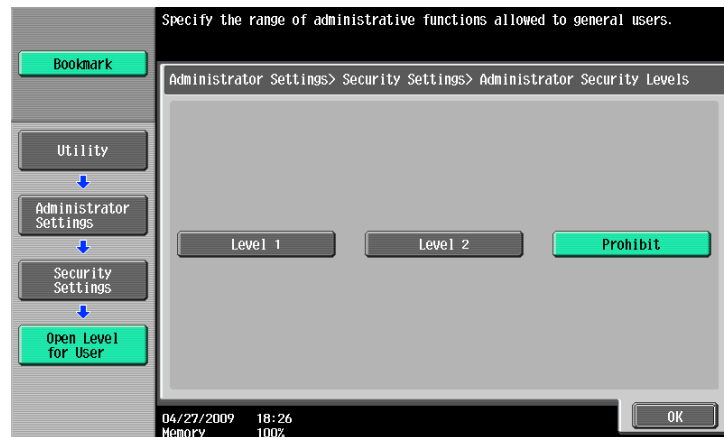 Specify the range of administrative functions allowed to general users.
Bookmark
Administrator Settings> Security Settings> Administrator Security Levels
Utility
Administrator
Settings
Security
Settings
Open Level
for User
Level 1
Level 2
Prohibit
04/27/2009 18:26
Memory 100%
OK